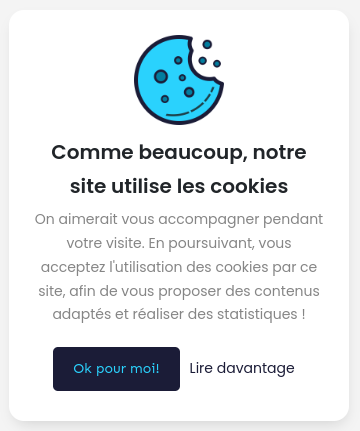 Comme beaucoup, notre
site utilise les cookies
On aimerait vous accompagner pendant
votre visite. En poursuivant, vous
acceptez l'utilisation des cookies par ce
site, afin de vous proposer des contenus
adaptés et réaliser des statistiques !
Ok pour moi! Lire davantage